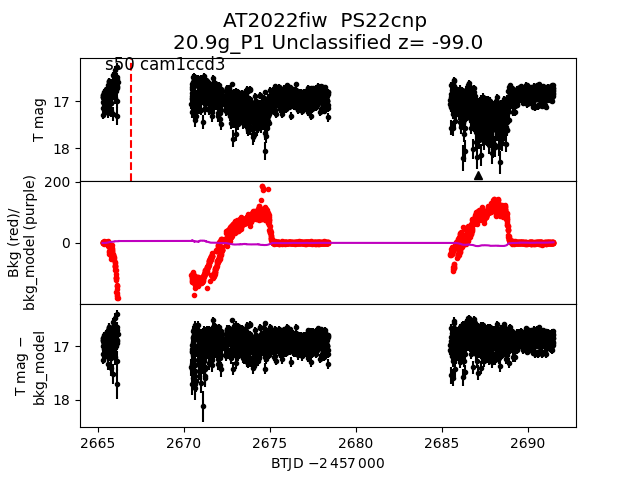 AT2022fiw  PS22cnp
20.9g_P1 Unclassified z= -99.0
s50 cam1ccd3
T mag
17
18
Bkg (red)/
bkg_model (purple)
200
0
T mag −
bkg_model
17
18
2665
2670
2675
2680
2685
2690
BTJD −2 457 000